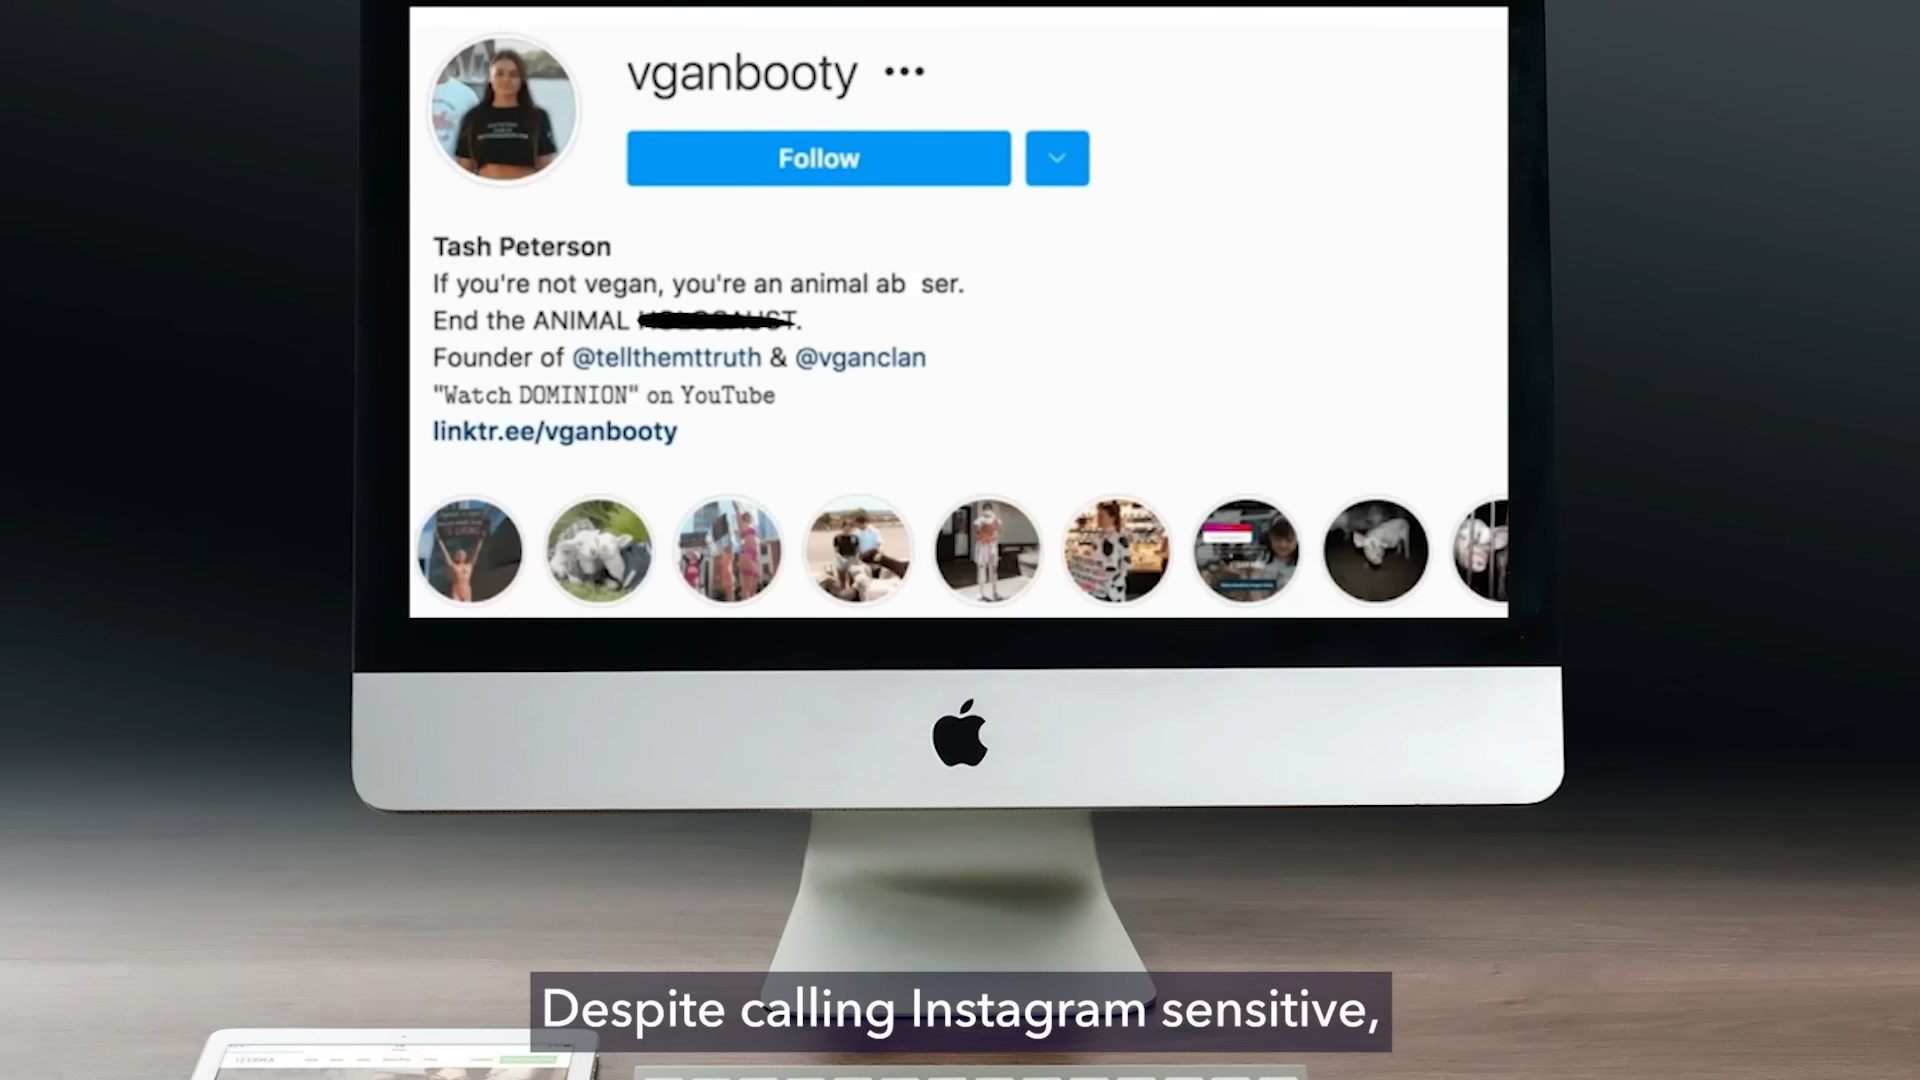 vganbooty •••
Follow
Tash Peterson
If you're not vegan, you're an animal ab ser.
End the ANIMAL HOLOCAUST.
Founder of @tellthemttruth & @vganclan
"Watch DOMINION" on YouTube
linktr.ee/vganbooty
Despite calling Instagram sensitive,